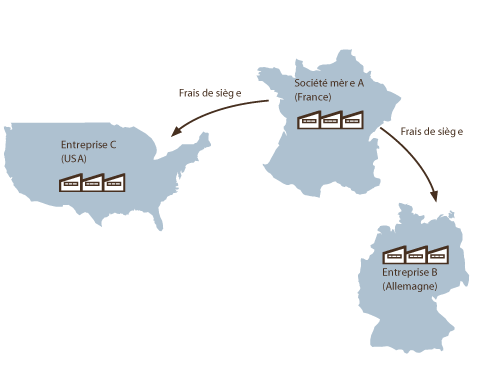 Société mère A
(France)
Frais de siège
Frais de siège
Entreprise C
(USA)
Entreprise B
(Allemagne)